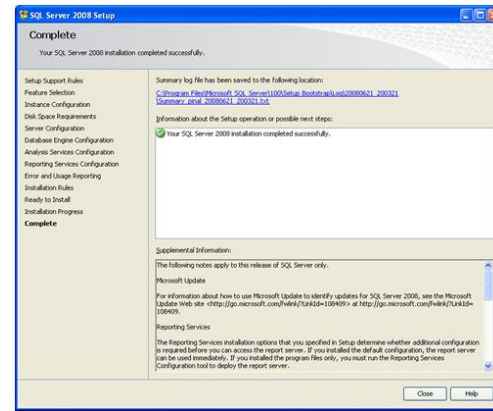 SQL Server 2008 Setup
Complete
Your SQL Server 2008 installation completed successfully.
Setup Support Rules
Feature Selection
Instance Configuration
Disk Space Requirements
Server Configuration
Database Engine Configuration
Analysis Services Configuration
Reporting Services Configuration
Error and Usage Reporting
Installation Rules
Ready to Install
Installation Progress
Complete
Summary log file has been saved to the following location:
C:\Program Files\Microsoft SQL Server\100\Setup Bootstrap\Log\20080621_200321
\Summary_pinal_20080621_200321.txt
Information about the Setup operation or possible next steps:
Your SQL Server 2008 installation completed successfully.
Supplemental Information:
The following notes apply to this release of SQL Server only.
Microsoft Update
For information about how to use Microsoft Update to identify updates for SQL Server 2008, see the Microsoft
Update Web site <http://go.microsoft.com/fwlink/?LinkId=108409> at http://go.microsoft.com/fwlink/?LinkId=
108409.
Reporting Services
The Reporting Services installation options that you specified in Setup determine whether additional configuration
is required before you can access the report server. If you installed the default configuration, the report server
can be used immediately. If you installed the program files only, you must run the Reporting Services
Configuration tool to deploy the report server.
Close
Help